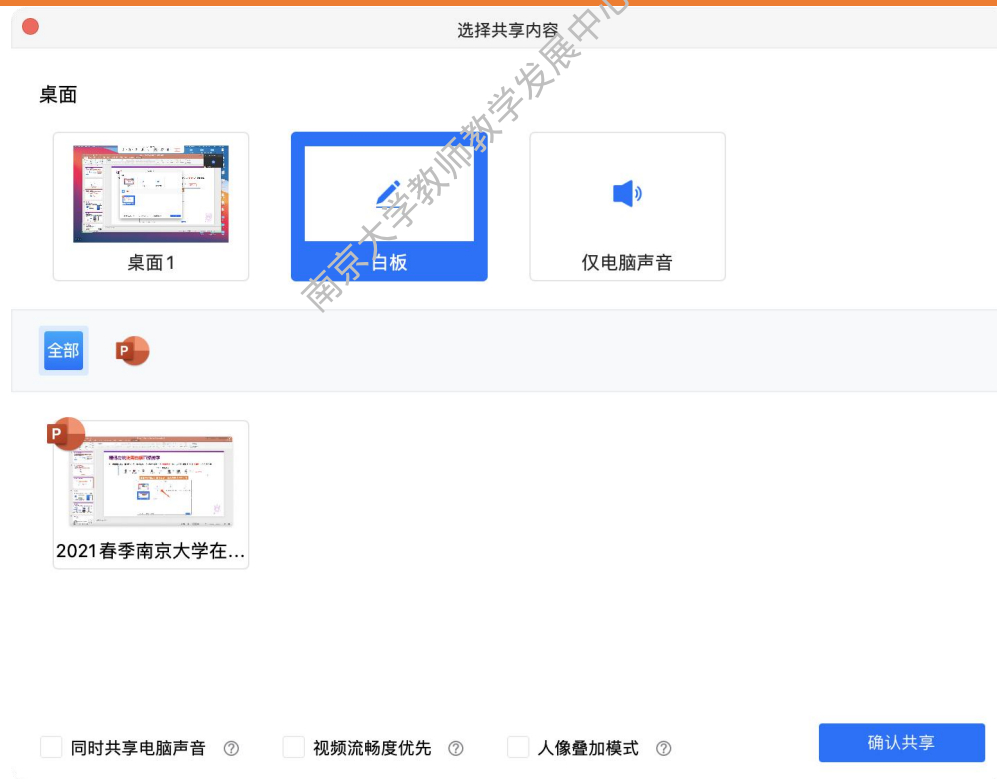 选择共享内容
桌面
桌面1
白板
仅电脑声音
南京大学教师教学发展中心
全部
P
P
2021春季南京大学在...
同时共享电脑声音
视频流畅度优先
人像叠加模式
确认共享